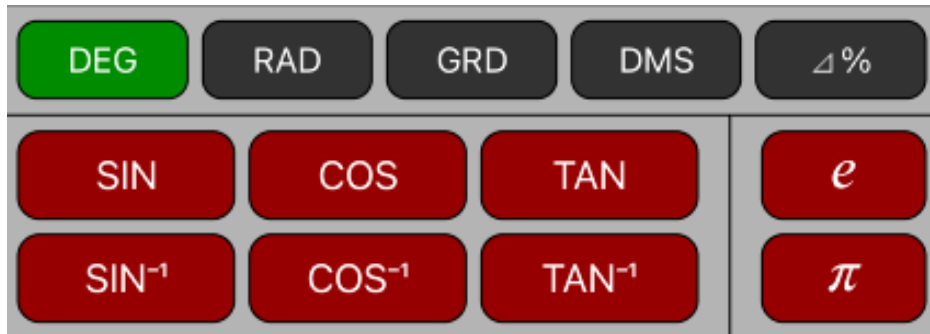 DEG RAD GRD DMS ⊿%
SIN COS TAN e
SIN⁻¹ COS⁻¹ TAN⁻¹ π